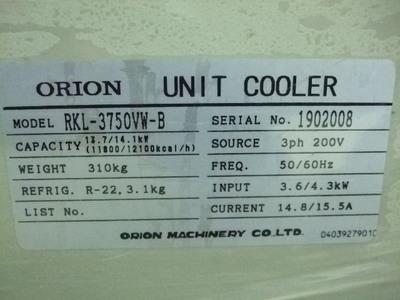 ORION UNIT COOLER
MODEL RKL-3750VW-B SERIAL No. 1902008
CAPACITY 13.7/14.1kW (11800/12100kcal/h) SOURCE 3ph 200V
WEIGHT 310kg FREQ. 50/60Hz
REFRIG. R-22, 3.1kg INPUT 3.6/4.3kW
LIST No. CURRENT 14.8/15.5A
ORION MACHINERY CO.,LTD. 04039279010